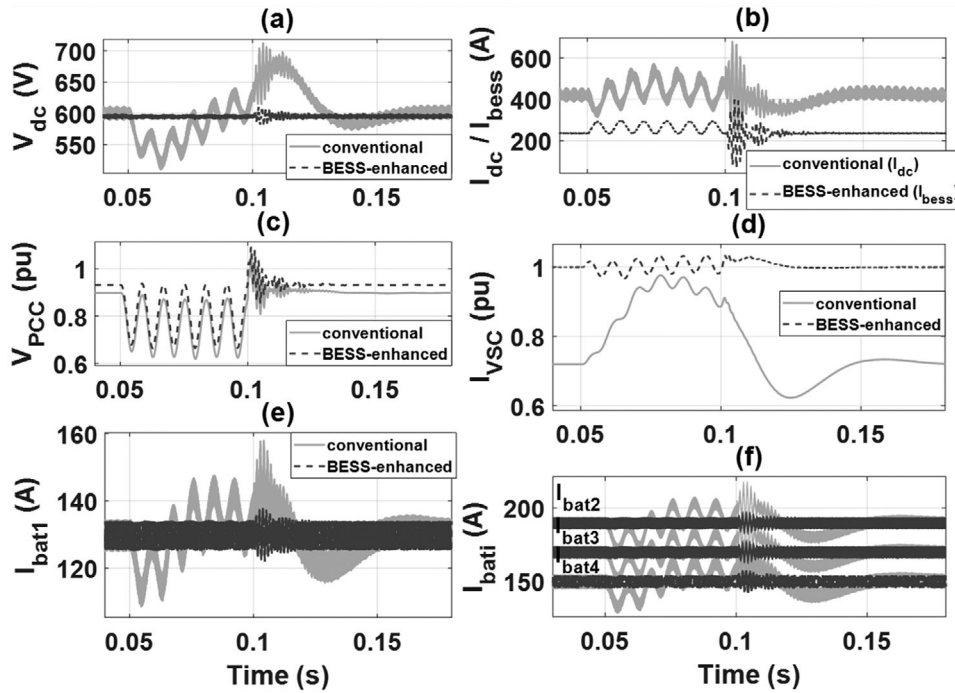 (a)
V_dc (V)
700
650
600
550
0.05
0.1
0.15
conventional
BESS-enhanced
(b)
I_dc / I_bess (A)
600
400
200
0.05
0.1
0.15
conventional (I_dc)
BESS-enhanced (I_bess)
(c)
V_PCC (pu)
1
0.8
0.6
0.05
0.1
0.15
conventional
BESS-enhanced
(d)
I_VSC (pu)
1
0.8
0.6
0.05
0.1
0.15
conventional
BESS-enhanced
(e)
I_bat1 (A)
160
140
120
0.05
0.1
0.15
Time (s)
conventional
BESS-enhanced
(f)
I_bati (A)
200
150
I_bat2
I_bat3
I_bat4
0.05
0.1
0.15
Time (s)